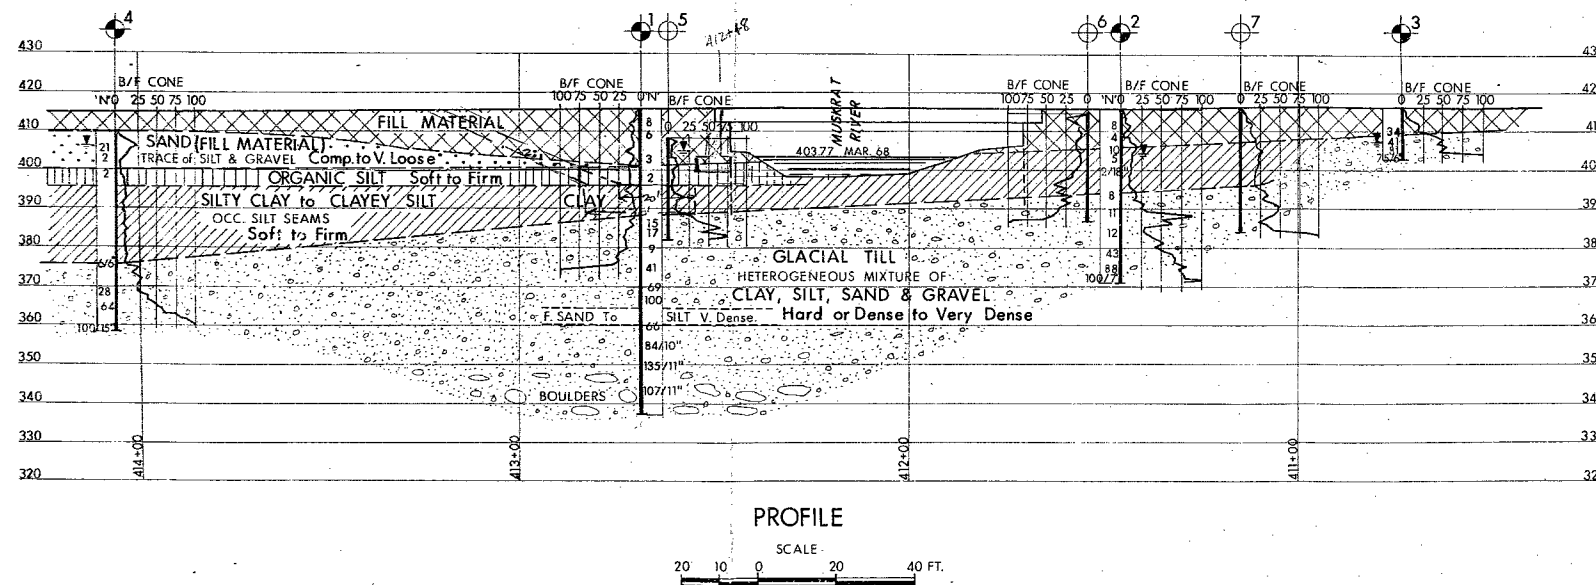 4 1 5 6 2 7 3
412+48
430
420
410
400
390
380
370
360
350
340
330
320
B/F CONE
'N' 0 25 50 75 100
B/F CONE
100 75 50 25 0 'N'
B/F CONE
0 25 50 75 100
MUSKRAT RIVER
403.77 MAR. 68
B/F CONE
100 75 50 25 0
B/F CONE
'N' 0 25 50 75 100
B/F CONE
0 25 50 75 100
B/F CONE
0 25 50 75 100
FILL MATERIAL
SAND (FILL MATERIAL)
TRACE of SILT & GRAVEL Comp. to V. Loose
ORGANIC SILT Soft to Firm
SILTY CLAY to CLAYEY SILT
CLAY
OCC. SILT SEAMS
Soft to Firm
21
2
2
6/6"
28
64
8
6
3
2
15
17
9
41
69
100
66
84/10"
135/11"
107/11"
8
4
10
5
2/18"
8
11
12
43
88
100/7"
34
4
75/6"
GLACIAL TILL
HETEROGENEOUS MIXTURE OF
CLAY, SILT, SAND & GRAVEL
F. SAND To SILT V. Dense. Hard or Dense to Very Dense
BOULDERS
414+00
413+00
412+00
411+00
PROFILE
SCALE
20 10 0 20 40 FT.